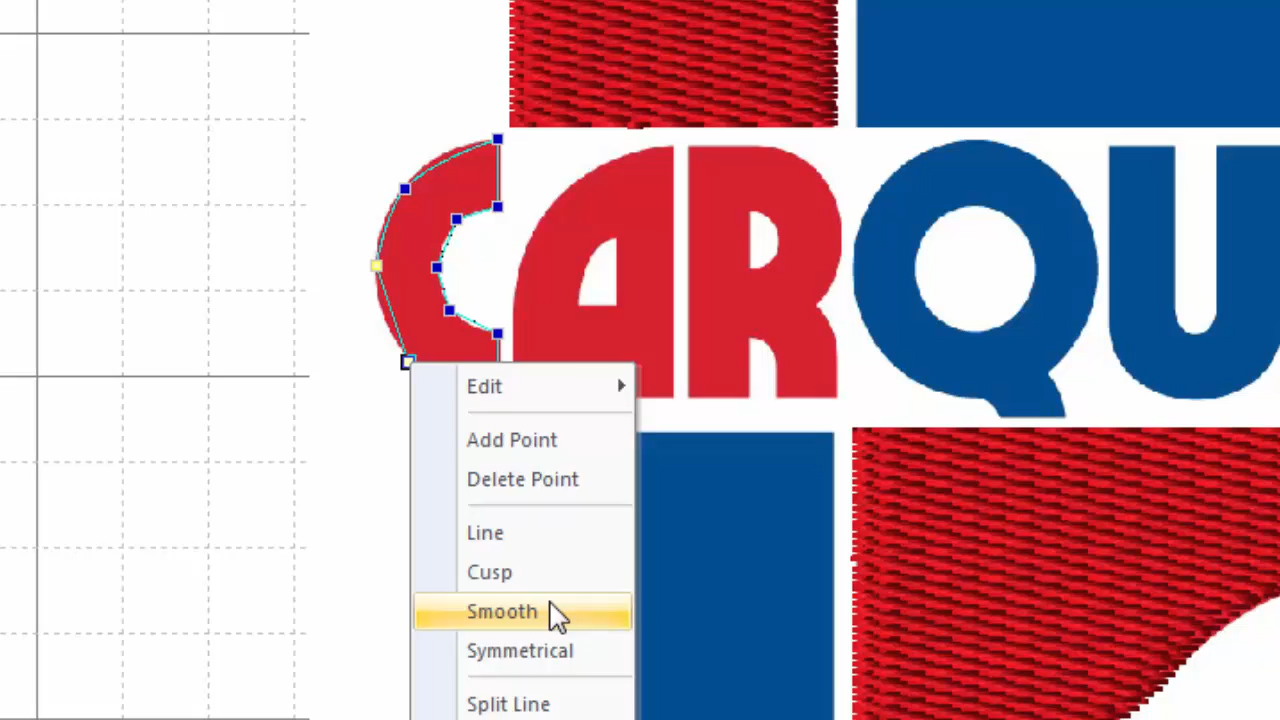 CARQU
Edit
Add Point
Delete Point
Line
Cusp
Smooth
Symmetrical
Split Line